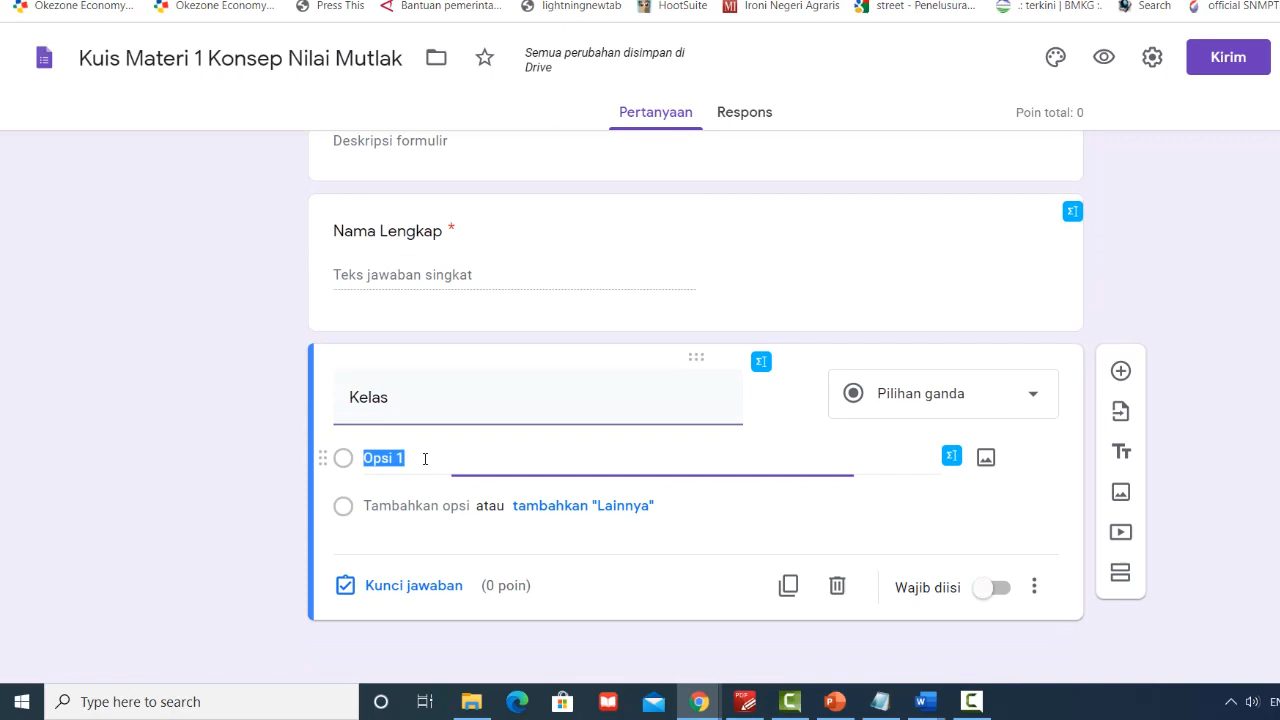 Okezone Economy...
Okezone Economy...
Press This
Bantuan pemerinta...
lightningnewtab
HootSuite
MI Ironi Negeri Agraris
street - Penelusura...
.: terkini | BMKG :.
Search
official SNMPT
Kuis Materi 1 Konsep Nilai Mutlak
Semua perubahan disimpan di
Drive
Kirim
Pertanyaan
Respons
Poin total: 0
Deskripsi formulir
Nama Lengkap *
Teks jawaban singkat
Kelas
Pilihan ganda
Opsi 1
Tambahkan opsi atau tambahkan "Lainnya"
Kunci jawaban (0 poin)
Wajib diisi
Type here to search